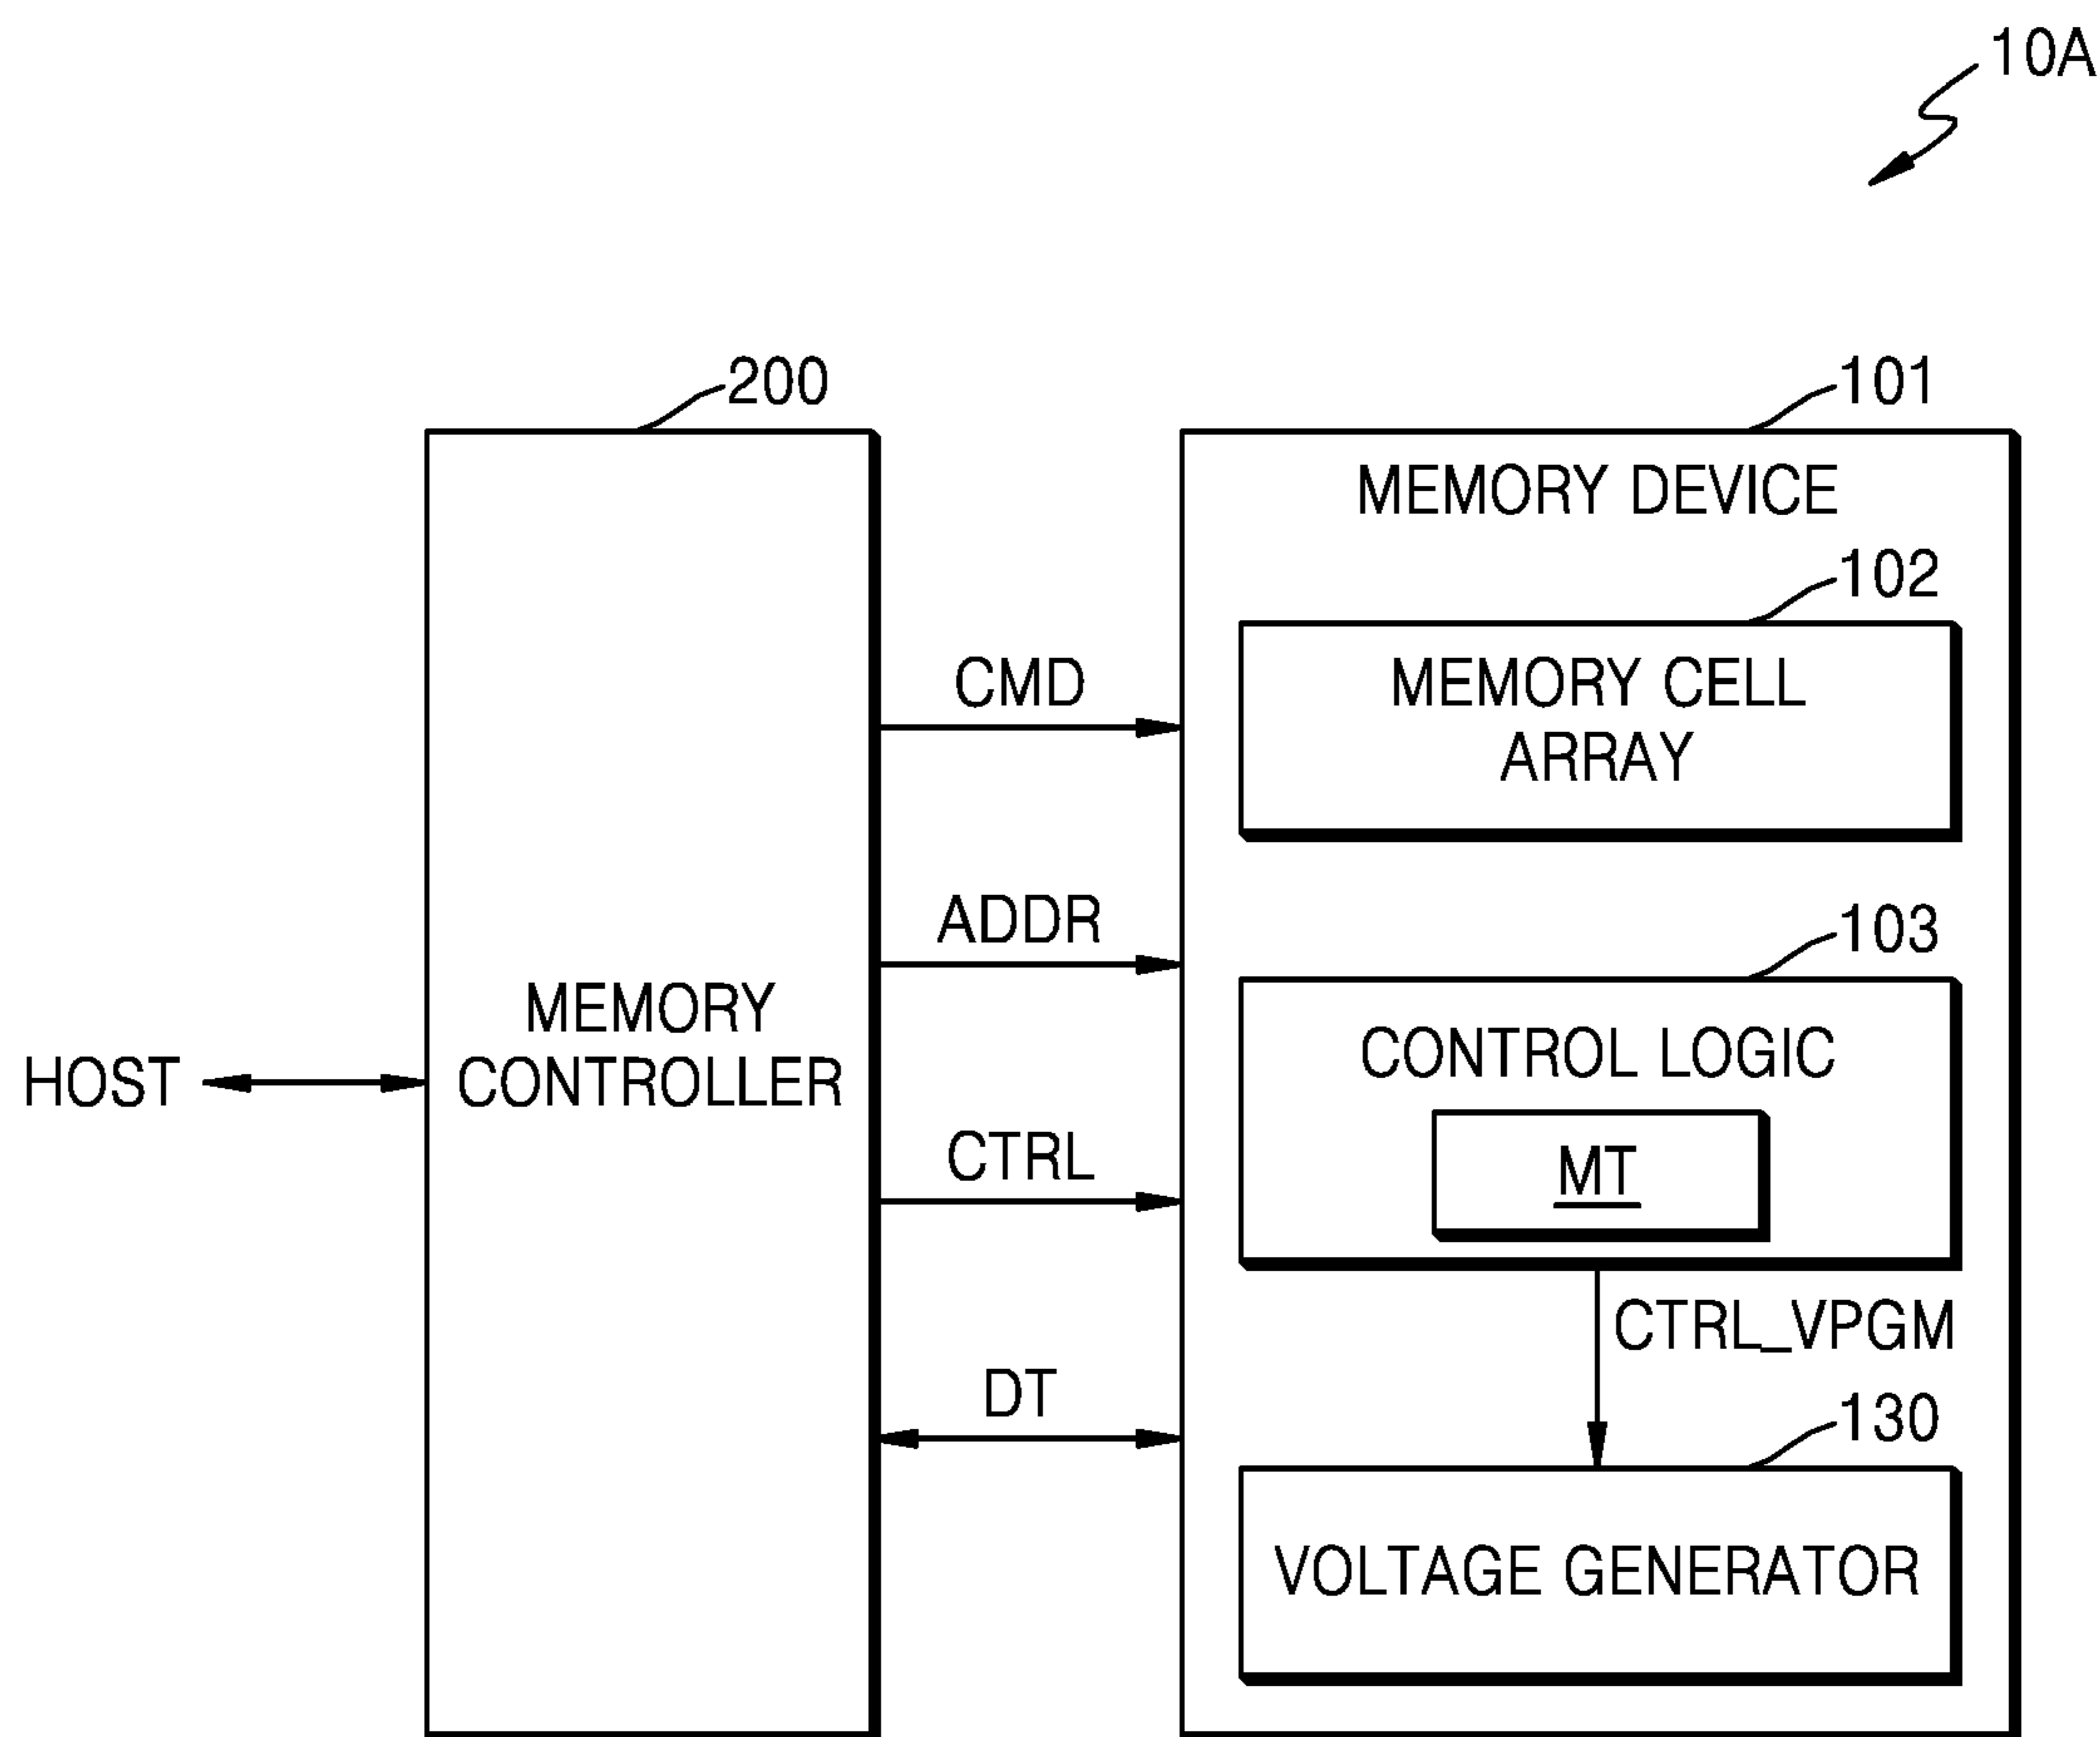 10A
200
101
MEMORY DEVICE
102
MEMORY CELL
ARRAY
CMD
ADDR
103
CONTROL LOGIC
MT
HOST
MEMORY
CONTROLLER
CTRL
CTRL_VPGM
DT
130
VOLTAGE GENERATOR